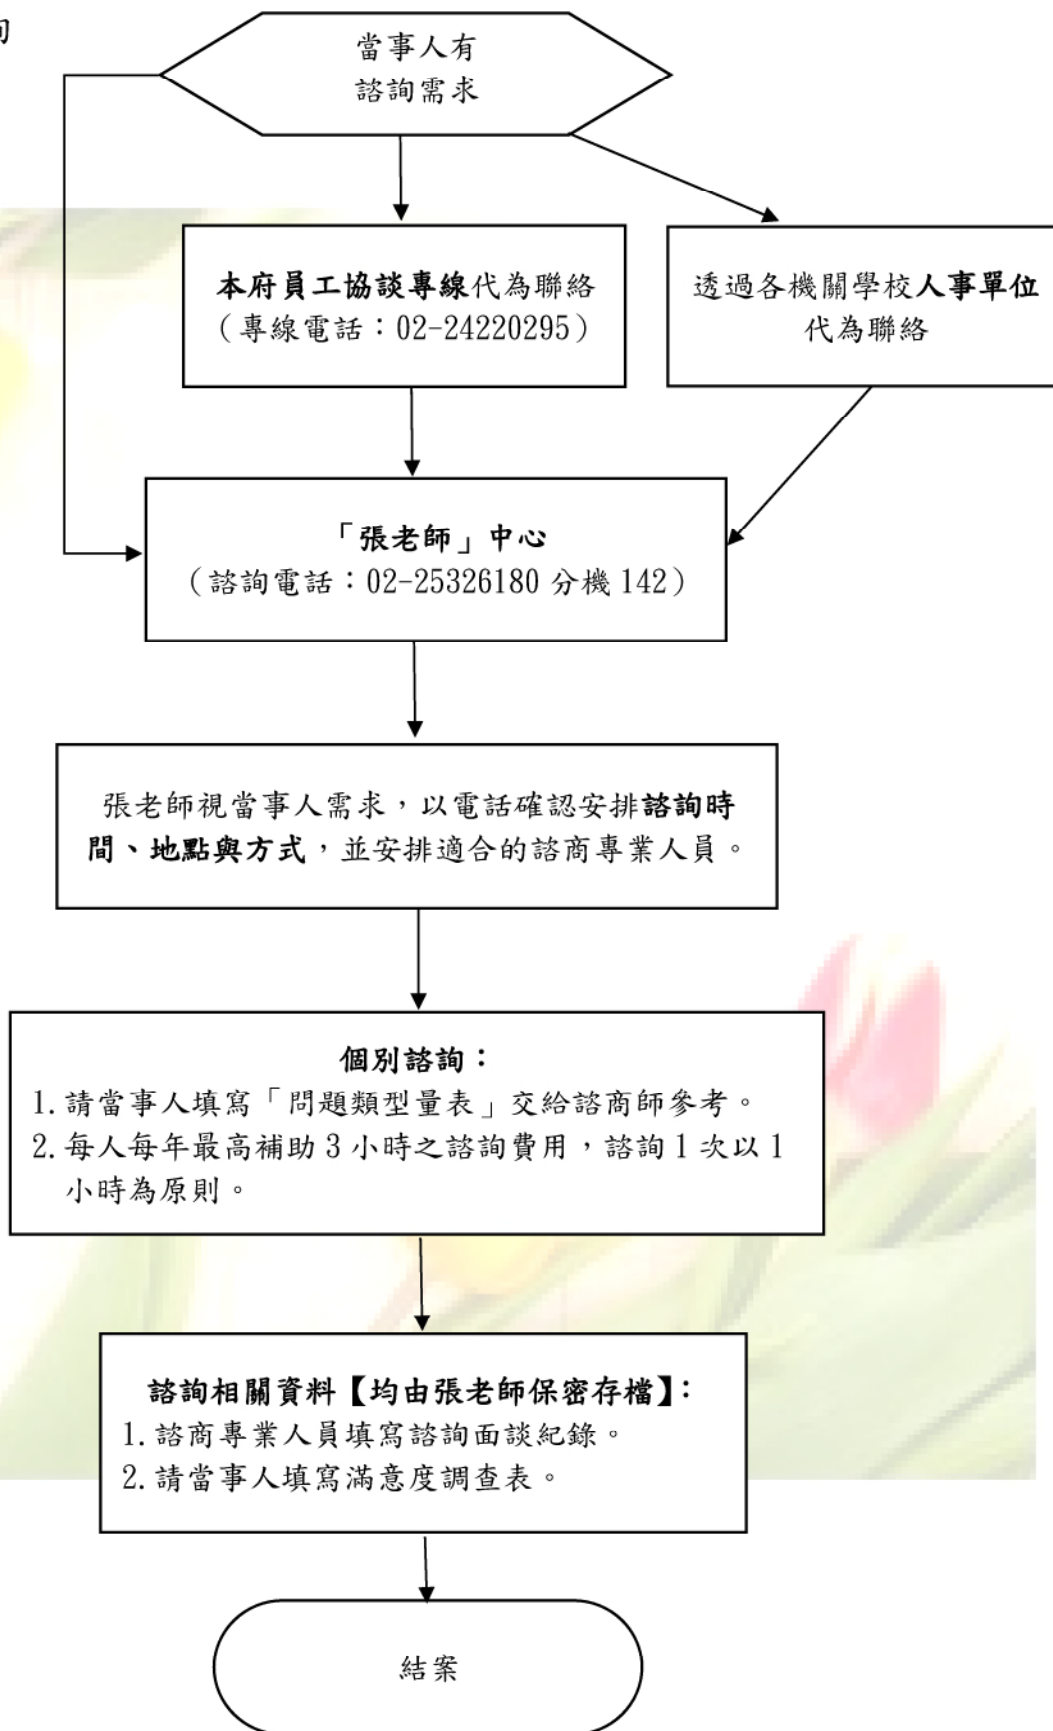 詢
當事人有
諮詢需求
本府員工協談專線代為聯絡
（專線電話：02-24220295）
透過各機關學校人事單位
代為聯絡
「張老師」中心
（諮詢電話：02-25326180 分機 142）
張老師視當事人需求，以電話確認安排諮詢時
間、地點與方式，並安排適合的諮商專業人員。
個別諮詢：
1.請當事人填寫「問題類型量表」交給諮商師參考。
2.每人每年最高補助 3 小時之諮詢費用，諮詢 1 次以 1
小時為原則。
諮詢相關資料【均由張老師保密存檔】：
1.諮商專業人員填寫諮詢面談紀錄。
2.請當事人填寫滿意度調查表。
結案